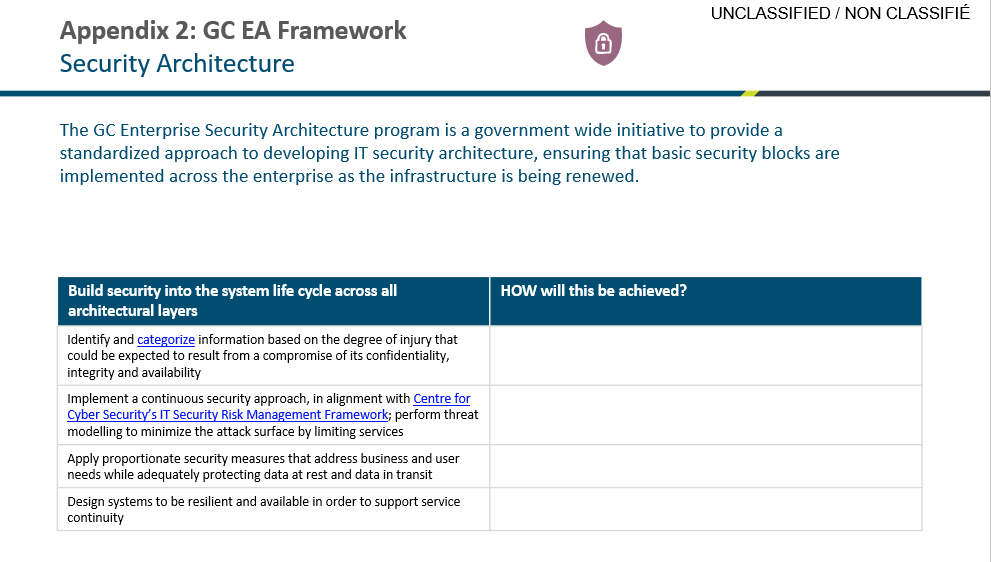 UNCLASSIFIED / NON CLASSIFIÉ
Appendix 2: GC EA Framework
Security Architecture
The GC Enterprise Security Architecture program is a government wide initiative to provide a
standardized approach to developing IT security architecture, ensuring that basic security blocks are
implemented across the enterprise as the infrastructure is being renewed.
Build security into the system life cycle across all
architectural layers
HOW will this be achieved?
Identify and categorize information based on the degree of injury that
could be expected to result from a compromise of its confidentiality,
integrity and availability
Implement a continuous security approach, in alignment with Centre for
Cyber Security’s IT Security Risk Management Framework; perform threat
modelling to minimize the attack surface by limiting services
Apply proportionate security measures that address business and user
needs while adequately protecting data at rest and data in transit
Design systems to be resilient and available in order to support service
continuity